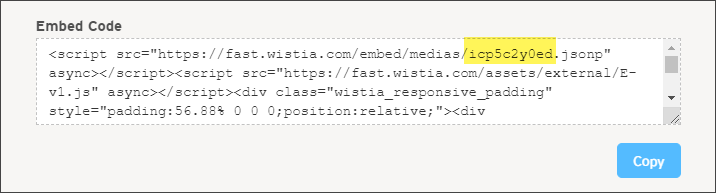 Embed Code
<script src="https://fast.wistia.com/embed/medias/icp5c2y0ed.jsonp"
async></script><script src="https://fast.wistia.com/assets/external/E-
v1.js" async></script><div class="wistia_responsive_padding"
style="padding:56.88% 0 0 0;position:relative;"><div
Copy